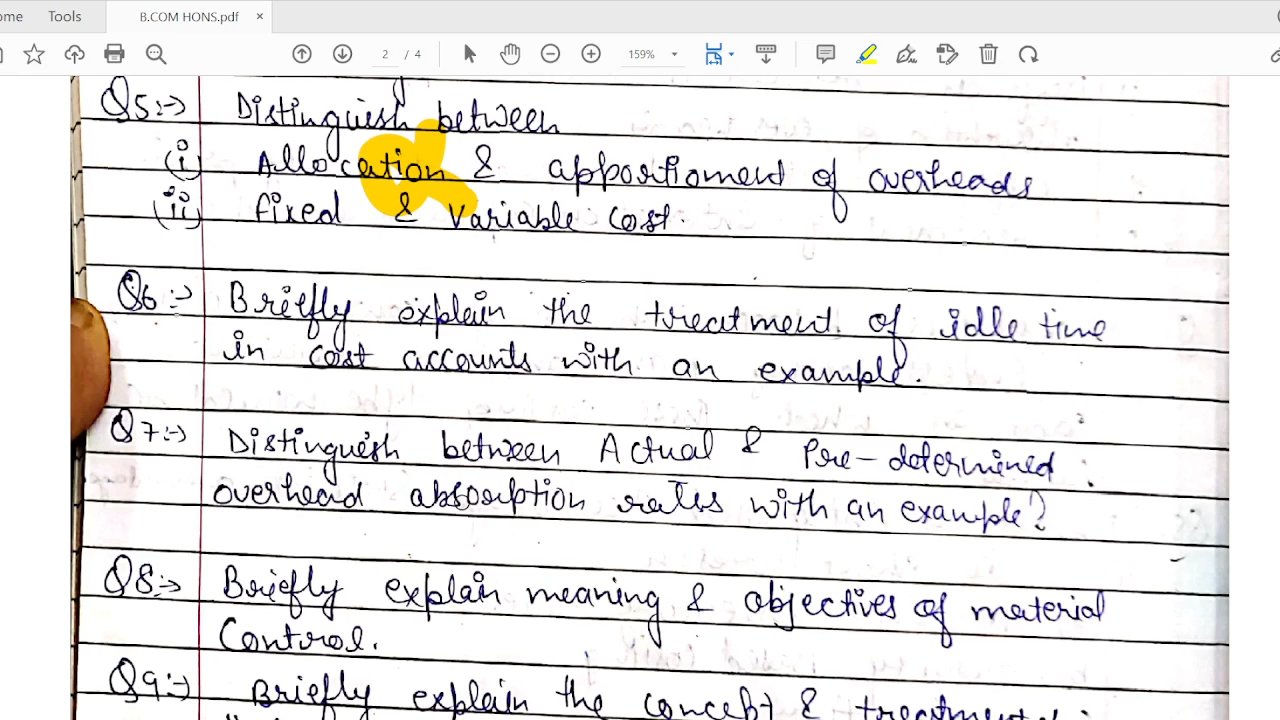 ome Tools B.COM HONS.pdf ×
2 / 4 159%
Q5:-> Distinguish between
(i) Allocation & apportioment of overheads
(ii) fixed & Variable Cost.
Q6:-> Briefly explain the treatment of idle time
in cost accounts with an example.
Q7:-> Distinguish between Actual & Pre-determined
overhead absorption rates with an example?
Q8:-> Briefly explain meaning & objectives of material
Control.
Q9:-> Briefly explain the concept & treatment